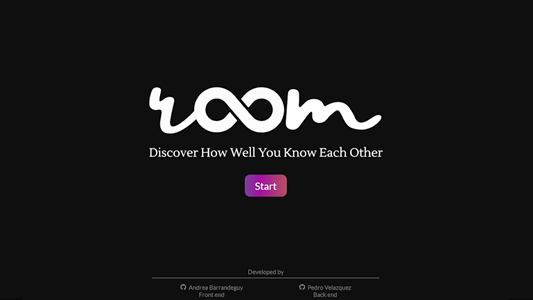 room
Discover How Well You Know Each Other
Start
Developed by
Andrea Barrandeguy Pedro Velazquez
Front end Back end